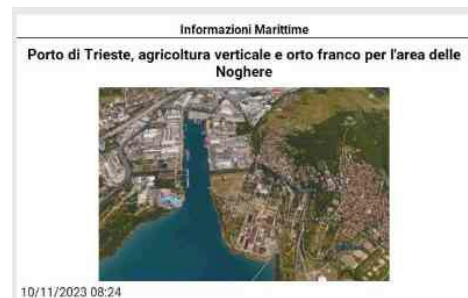 Informazioni Marittime
Porto di Trieste, agricoltura verticale e orto franco per l'area delle
Noghere
10/11/2023 08:24